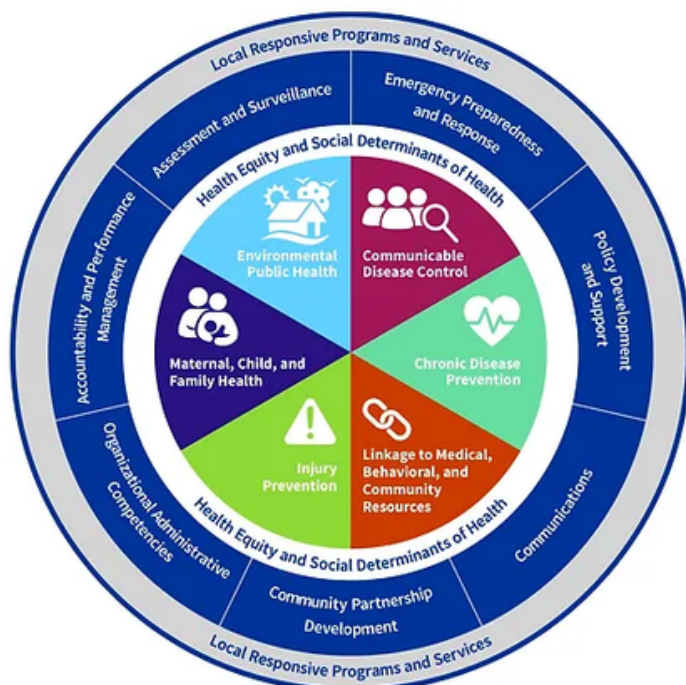 Local Responsive Programs and Services
Assessment and Surveillance
Emergency Preparedness
and Response
Health Equity and Social Determinants of Health
Environmental
Public Health
Communicable
Disease Control
Accountability and Performance
Management
Policy Development
and Support
Maternal, Child, and
Family Health
Chronic Disease
Prevention
Injury
Prevention
Linkage to Medical,
Behavioral, and
Community
Resources
Organizational Administrative
Competencies
Communications
Health Equity and Social Determinants of Health
Community Partnership
Development
Local Responsive Programs and Services